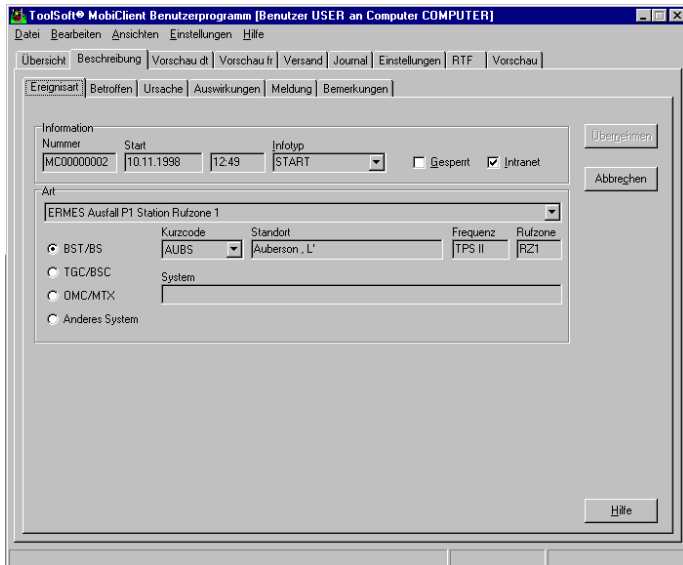 ToolSoft® MobiClient Benutzerprogramm [Benutzer USER an Computer COMPUTER]
Datei Bearbeiten Ansichten Einstellungen Hilfe
Übersicht Beschreibung Vorschau dt Vorschau fr Versand Journal Einstellungen RTF Vorschau
Ereignisart Betroffen Ursache Auswirkungen Meldung Bemerkungen
Information
Nummer Start Infotyp
MC00000002 10.11.1998 12:49 START Gesperrt Intranet
Übernehmen
Abbrechen
Art
ERMES Ausfall P1 Station Rufzone 1
Kurzcode Standort Frequenz Rufzone
BST/BS AUBS Auberson , L' TPS II RZ1
TGC/BSC System
OMC/MTX
Anderes System
Hilfe